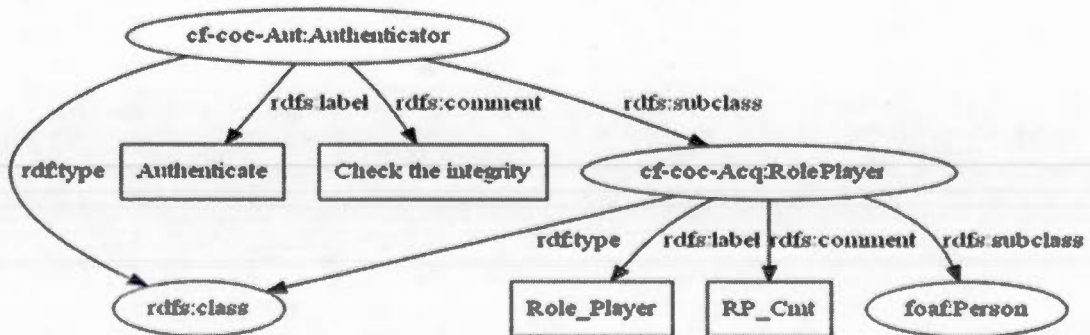 cf-coc-Aut:Authenticator
rdfs:label rdfs:comment rdfs:subclass
rdf:type Authenticate Check the integrity cf-coc-Acq:RolePlayer
rdf:type rdfs:label rdfs:comment rdfs:subclass
rdfs:class Role_Player RP_Cmt foaf:Person